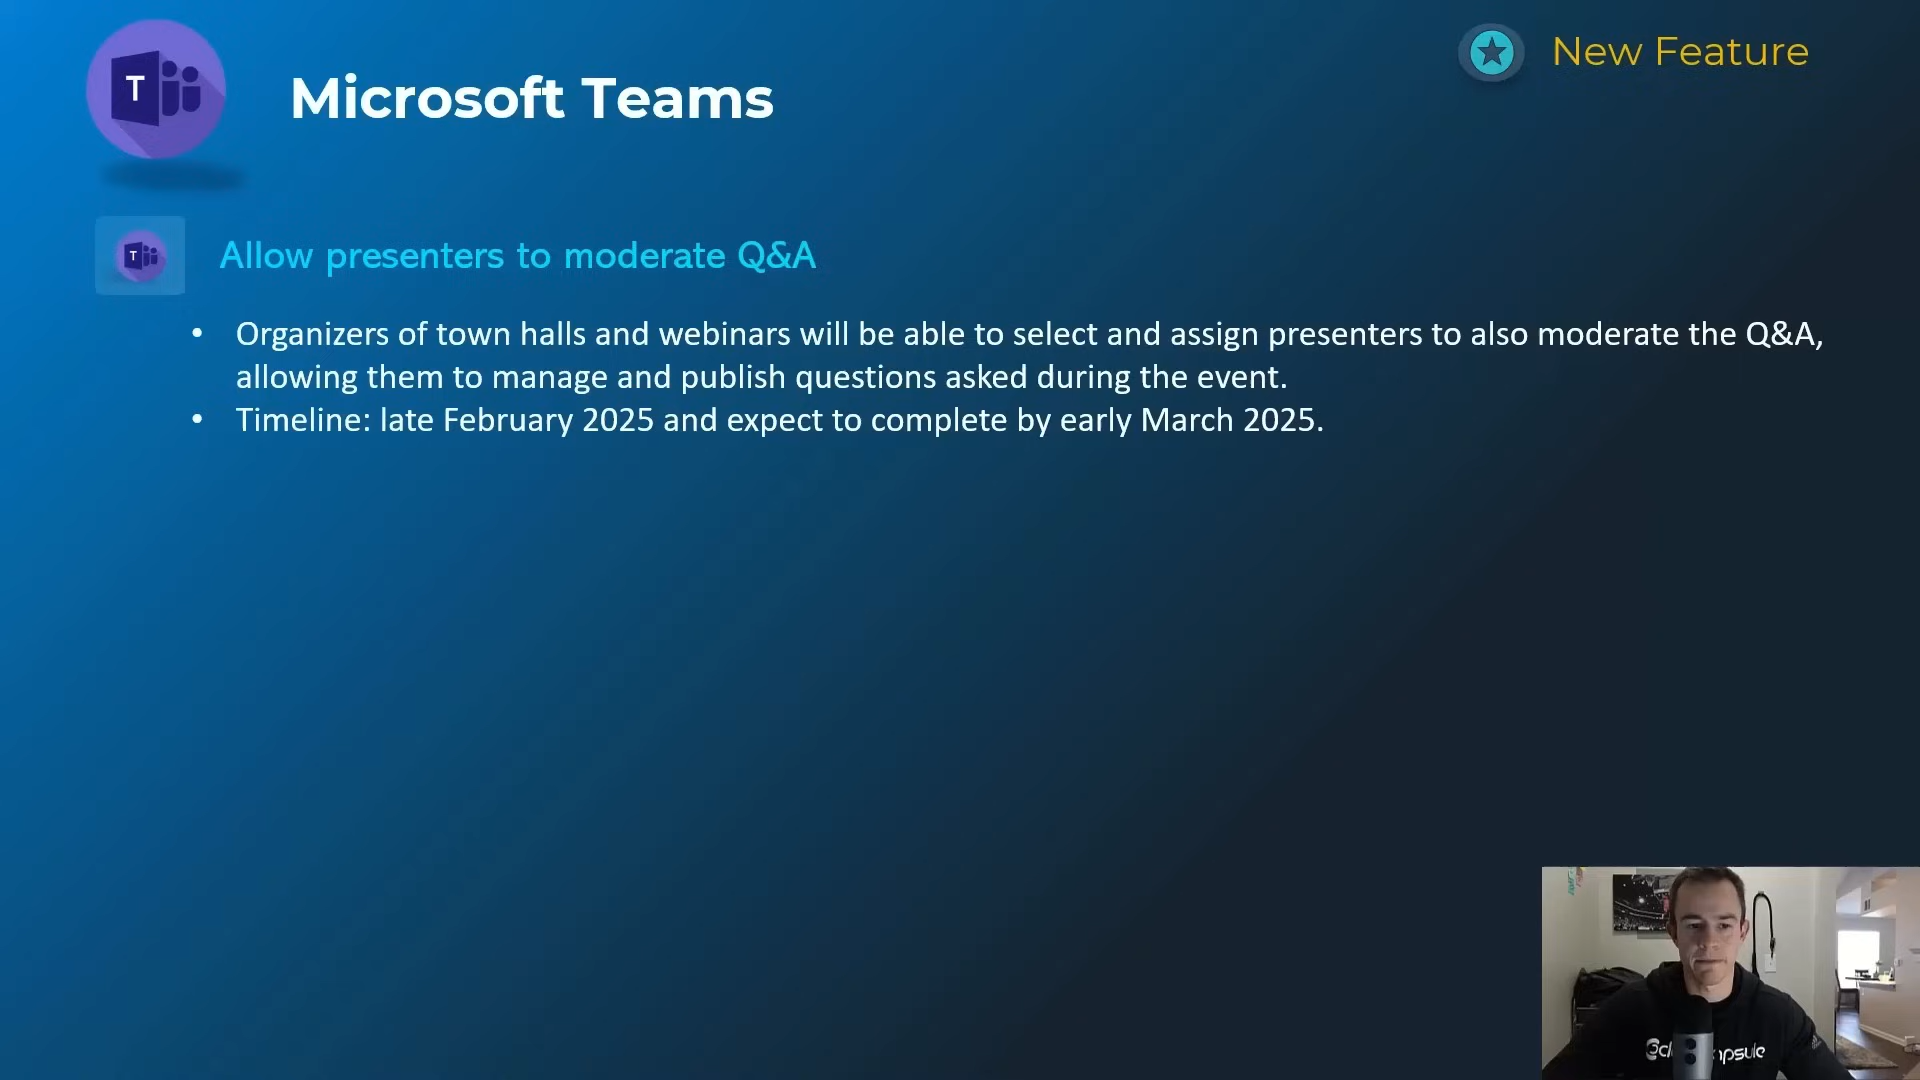 T
Microsoft Teams
New Feature
T
Allow presenters to moderate Q&A
• Organizers of town halls and webinars will be able to select and assign presenters to also moderate the Q&A,
allowing them to manage and publish questions asked during the event.
• Timeline: late February 2025 and expect to complete by early March 2025.